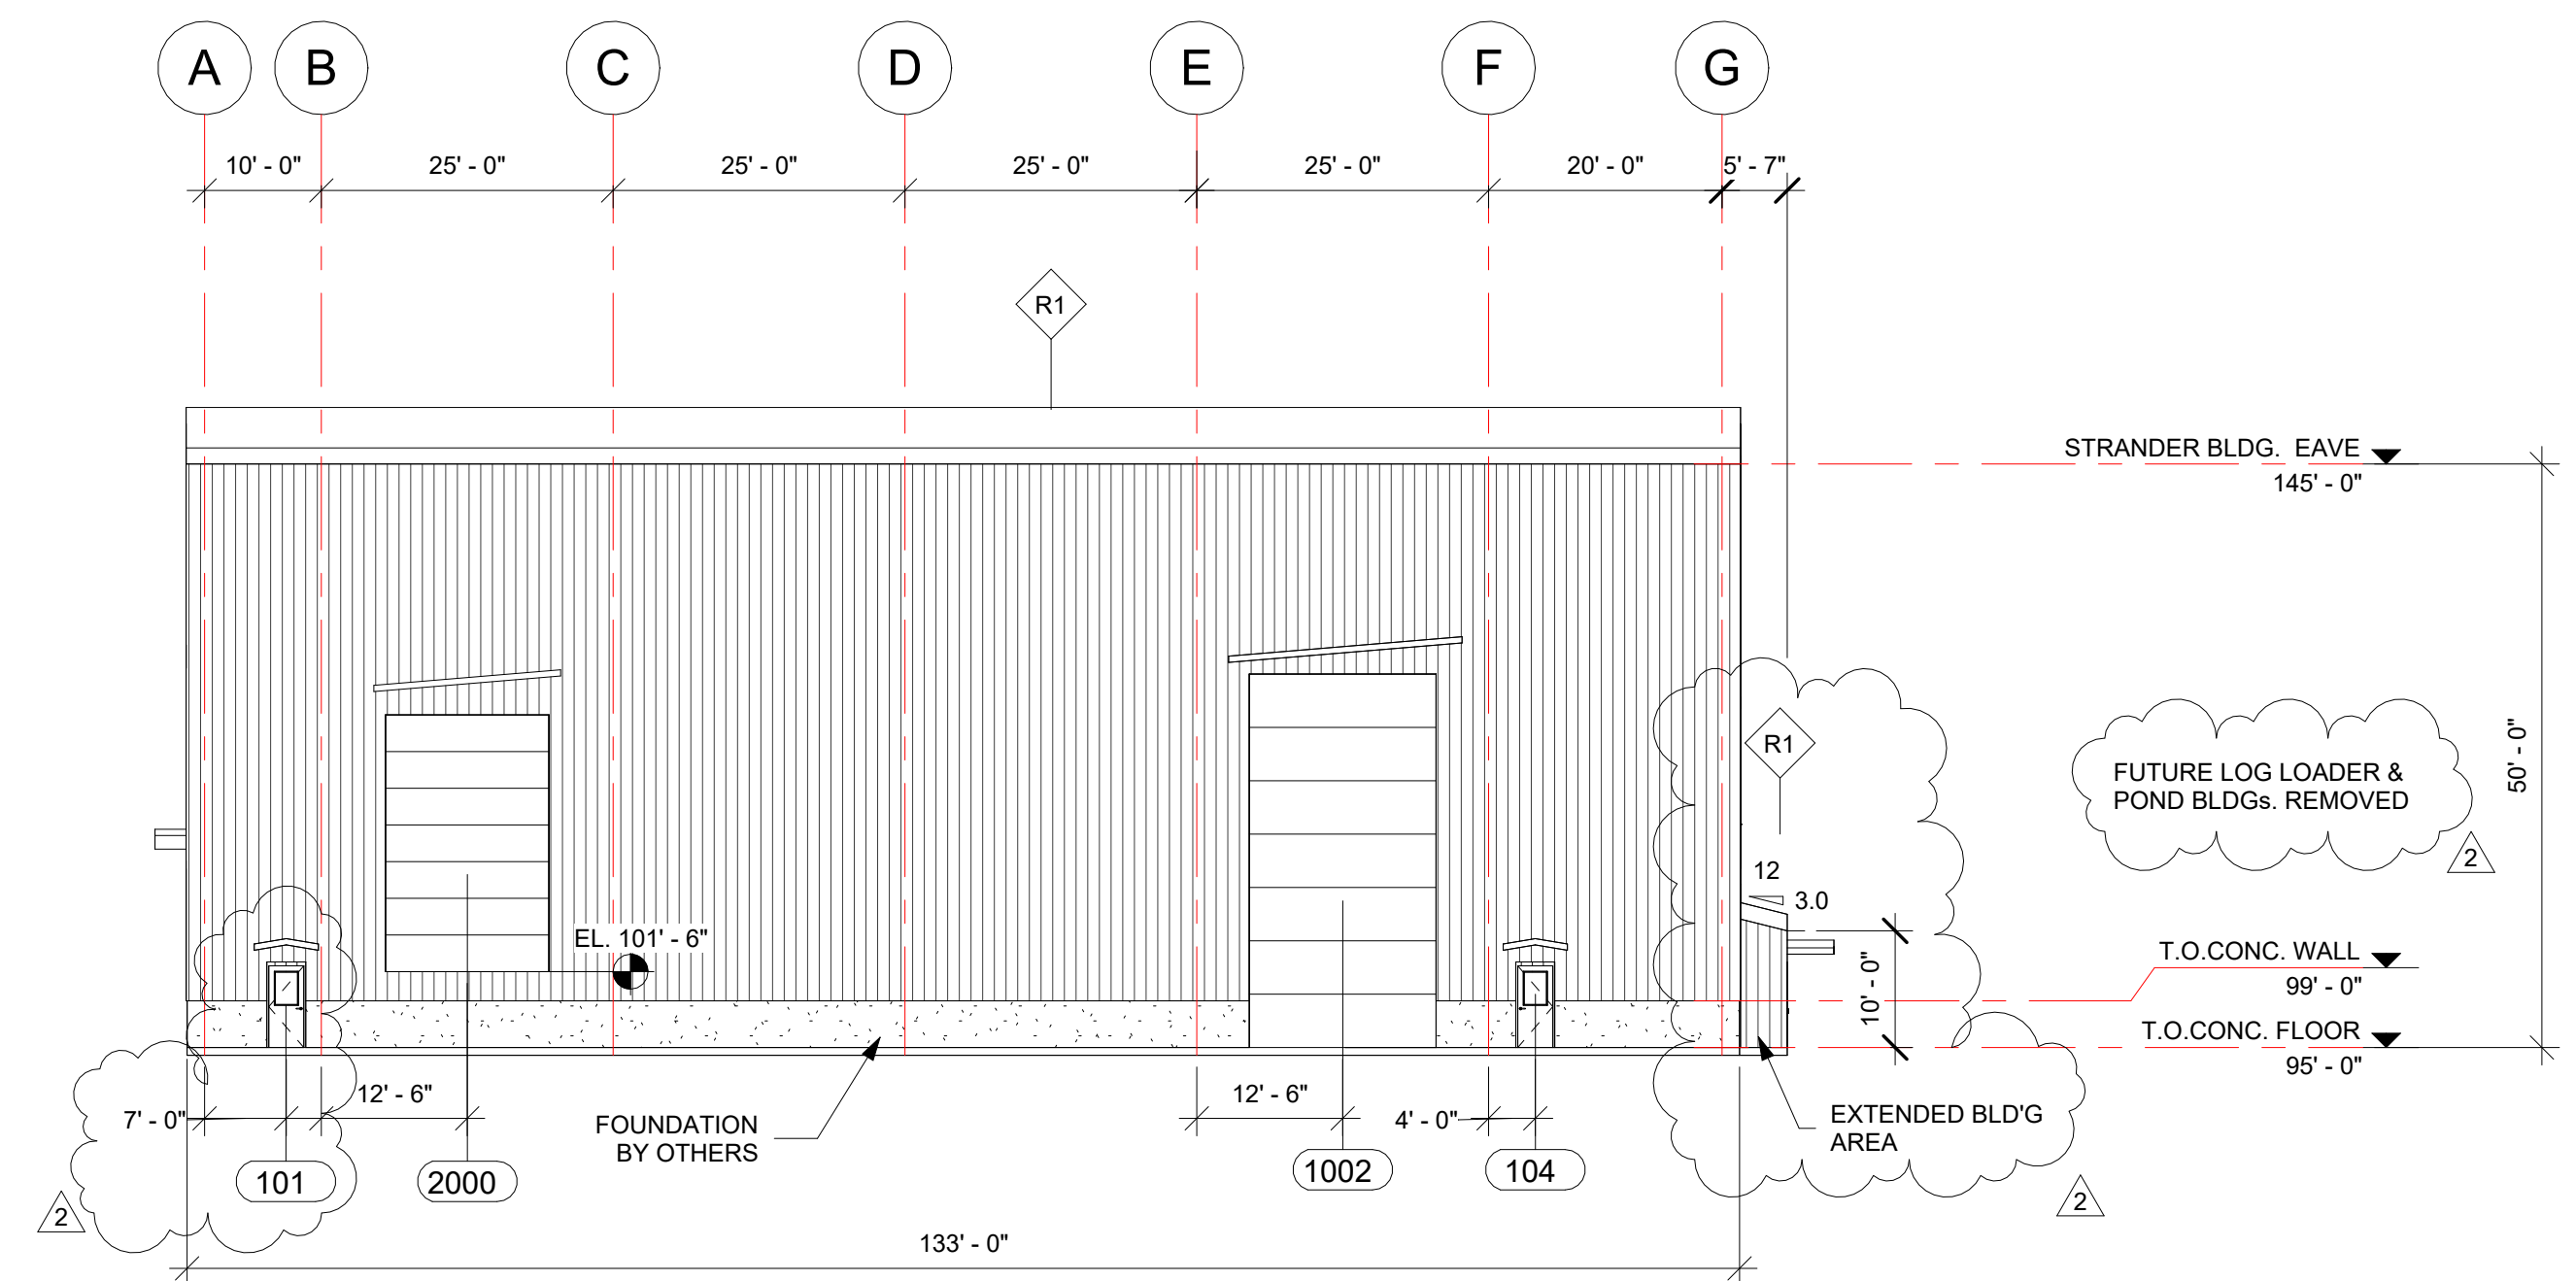 A B C D E F G
10' - 0" 25' - 0" 25' - 0" 25' - 0" 25' - 0" 20' - 0" 5' - 7"
R1
STRANDER BLDG.  EAVE
145' - 0"
50' - 0"
R1
FUTURE LOG LOADER &
POND BLDGs. REMOVED
2
12
3.0
EL. 101' - 6"
10' - 0"
T.O.CONC. WALL
99' - 0"
T.O.CONC. FLOOR
95' - 0"
7' - 0" 12' - 6"
FOUNDATION
BY OTHERS
12' - 6" 4' - 0"
EXTENDED BLD'G
AREA
101 2000 1002 104
2
2
133' - 0"